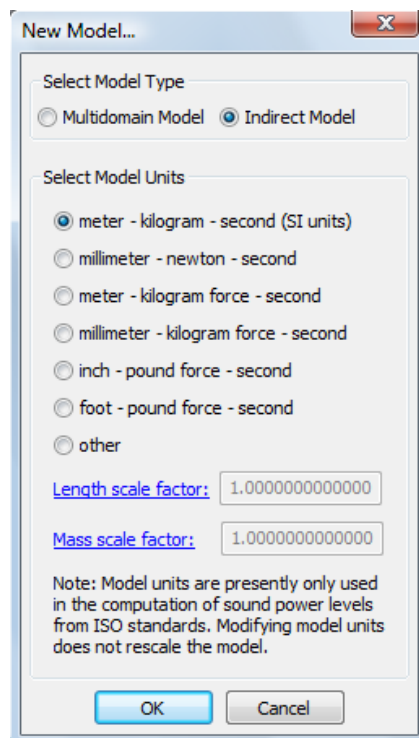 New Model...
Select Model Type
Multidomain Model Indirect Model
Select Model Units
meter - kilogram - second (SI units)
millimeter - newton - second
meter - kilogram force - second
millimeter - kilogram force - second
inch - pound force - second
foot - pound force - second
other
Length scale factor: 1.0000000000000
Mass scale factor: 1.0000000000000
Note: Model units are presently only used
in the computation of sound power levels
from ISO standards. Modifying model units
does not rescale the model.
OK Cancel